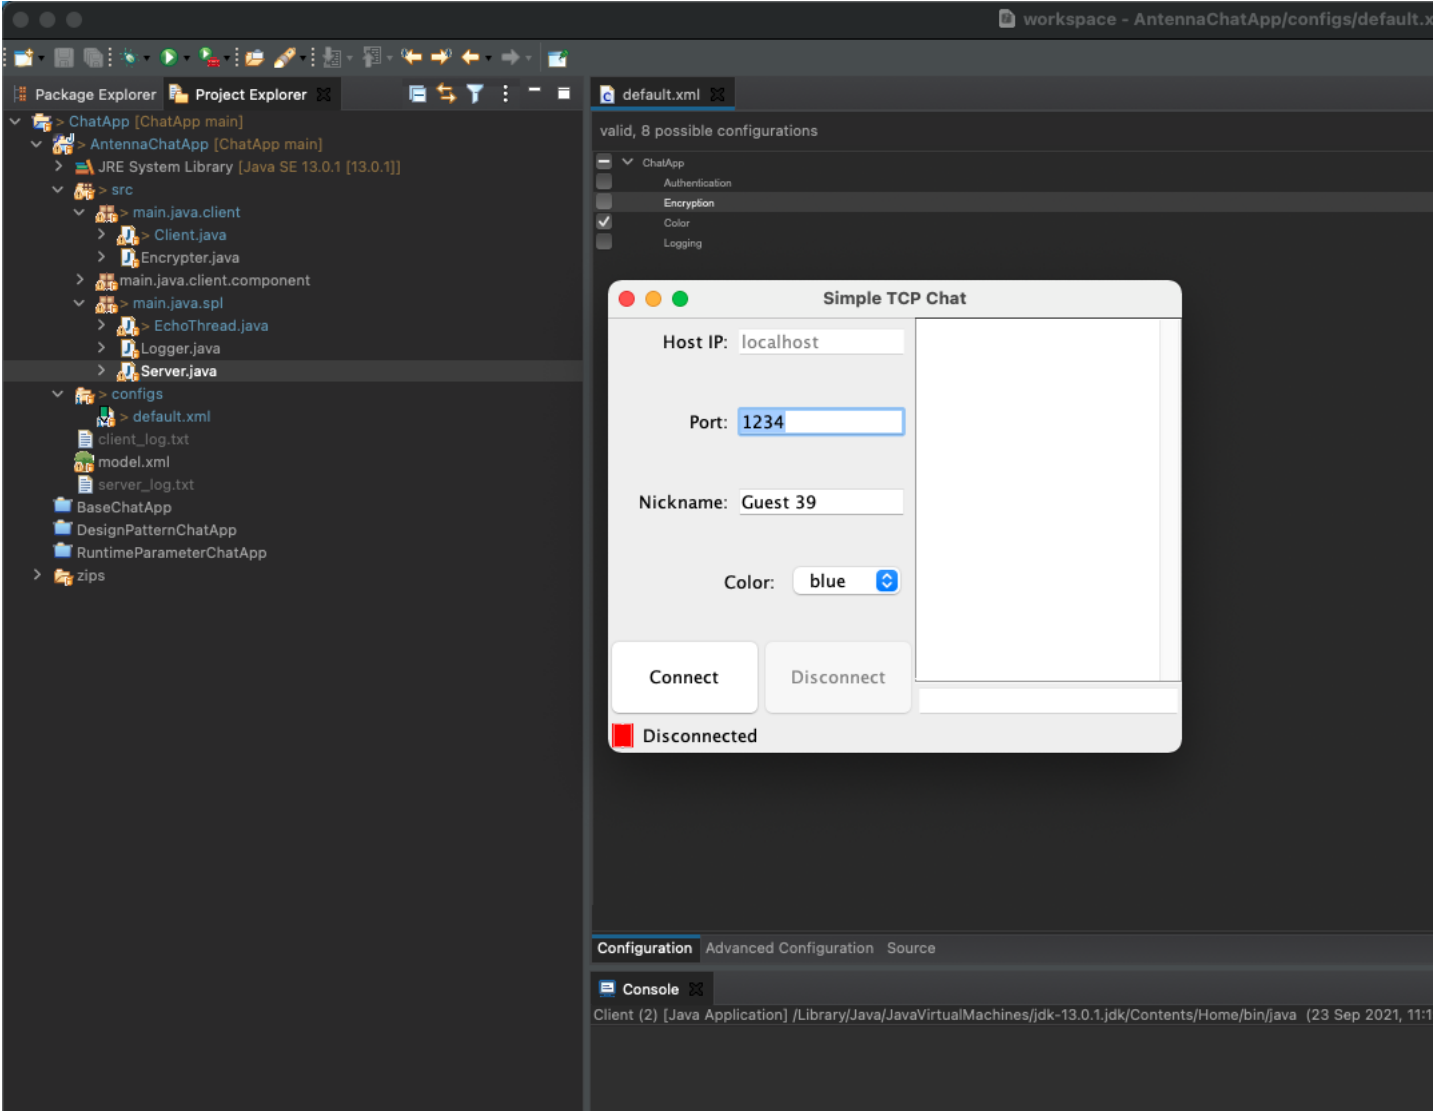 workspace - AntennaChatApp/configs/default.x
Package Explorer
Project Explorer
> ChatApp [ChatApp main]
> AntennaChatApp [ChatApp main]
JRE System Library [Java SE 13.0.1 [13.0.1]]
> src
> main.java.client
> Client.java
Encrypter.java
main.java.client.component
> main.java.spl
> EchoThread.java
Logger.java
Server.java
> configs
> default.xml
client_log.txt
model.xml
server_log.txt
BaseChatApp
DesignPatternChatApp
RuntimeParameterChatApp
zips
default.xml
valid, 8 possible configurations
ChatApp
Authentication
Encryption
Color
Logging
Simple TCP Chat
Host IP: localhost
Port: 1234
Nickname: Guest 39
Color: blue
Connect
Disconnect
Disconnected
Configuration
Advanced Configuration
Source
Console
Client (2) [Java Application] /Library/Java/JavaVirtualMachines/jdk-13.0.1.jdk/Contents/Home/bin/java (23 Sep 2021, 11:1